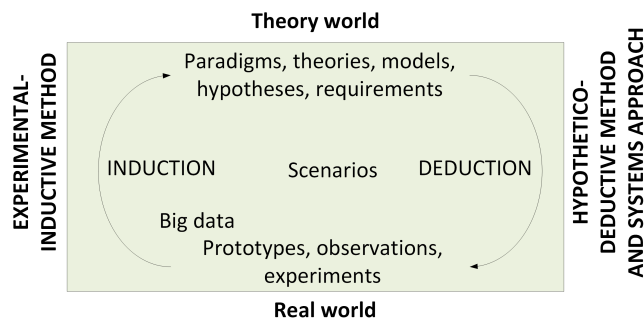 Theory world
EXPERIMENTAL-
INDUCTIVE METHOD
Paradigms, theories, models,
hypotheses, requirements
INDUCTION
Scenarios
DEDUCTION
Big data
Prototypes, observations,
experiments
HYPOTHETICO-
DEDUCTIVE METHOD
AND SYSTEMS APPROACH
Real world